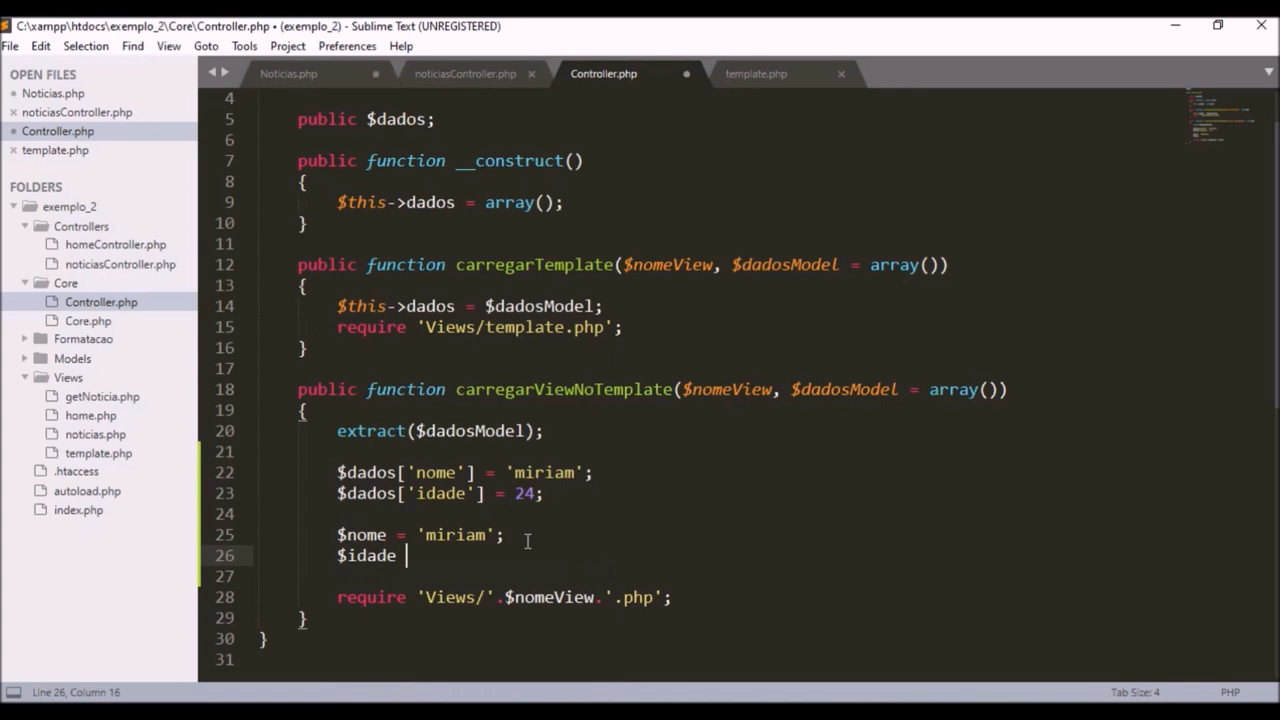 C:\xampp\htdocs\exemplo_2\Core\Controller.php • (exemplo_2) - Sublime Text (UNREGISTERED)
File Edit Selection Find View Goto Tools Project Preferences Help
OPEN FILES
Noticias.php
noticiasController.php
Controller.php
template.php
FOLDERS
exemplo_2
Controllers
homeController.php
noticiasController.php
Core
Controller.php
Core.php
Formatacao
Models
Views
getNoticia.php
home.php
noticias.php
template.php
.htaccess
autoload.php
index.php
Noticias.php noticiasController.php Controller.php template.php
4
5 public $dados;
6
7 public function __construct()
8 {
9 $this->dados = array();
10 }
11
12 public function carregarTemplate($nomeView, $dadosModel = array())
13 {
14 $this->dados = $dadosModel;
15 require 'Views/template.php';
16 }
17
18 public function carregarViewNoTemplate($nomeView, $dadosModel = array())
19 {
20 extract($dadosModel);
21
22 $dados['nome'] = 'miriam';
23 $dados['idade'] = 24;
24
25 $nome = 'miriam';
26 $idade
27
28 require 'Views/'.$nomeView.'.php';
29 }
30 }
31
Line 26, Column 16 Tab Size: 4 PHP